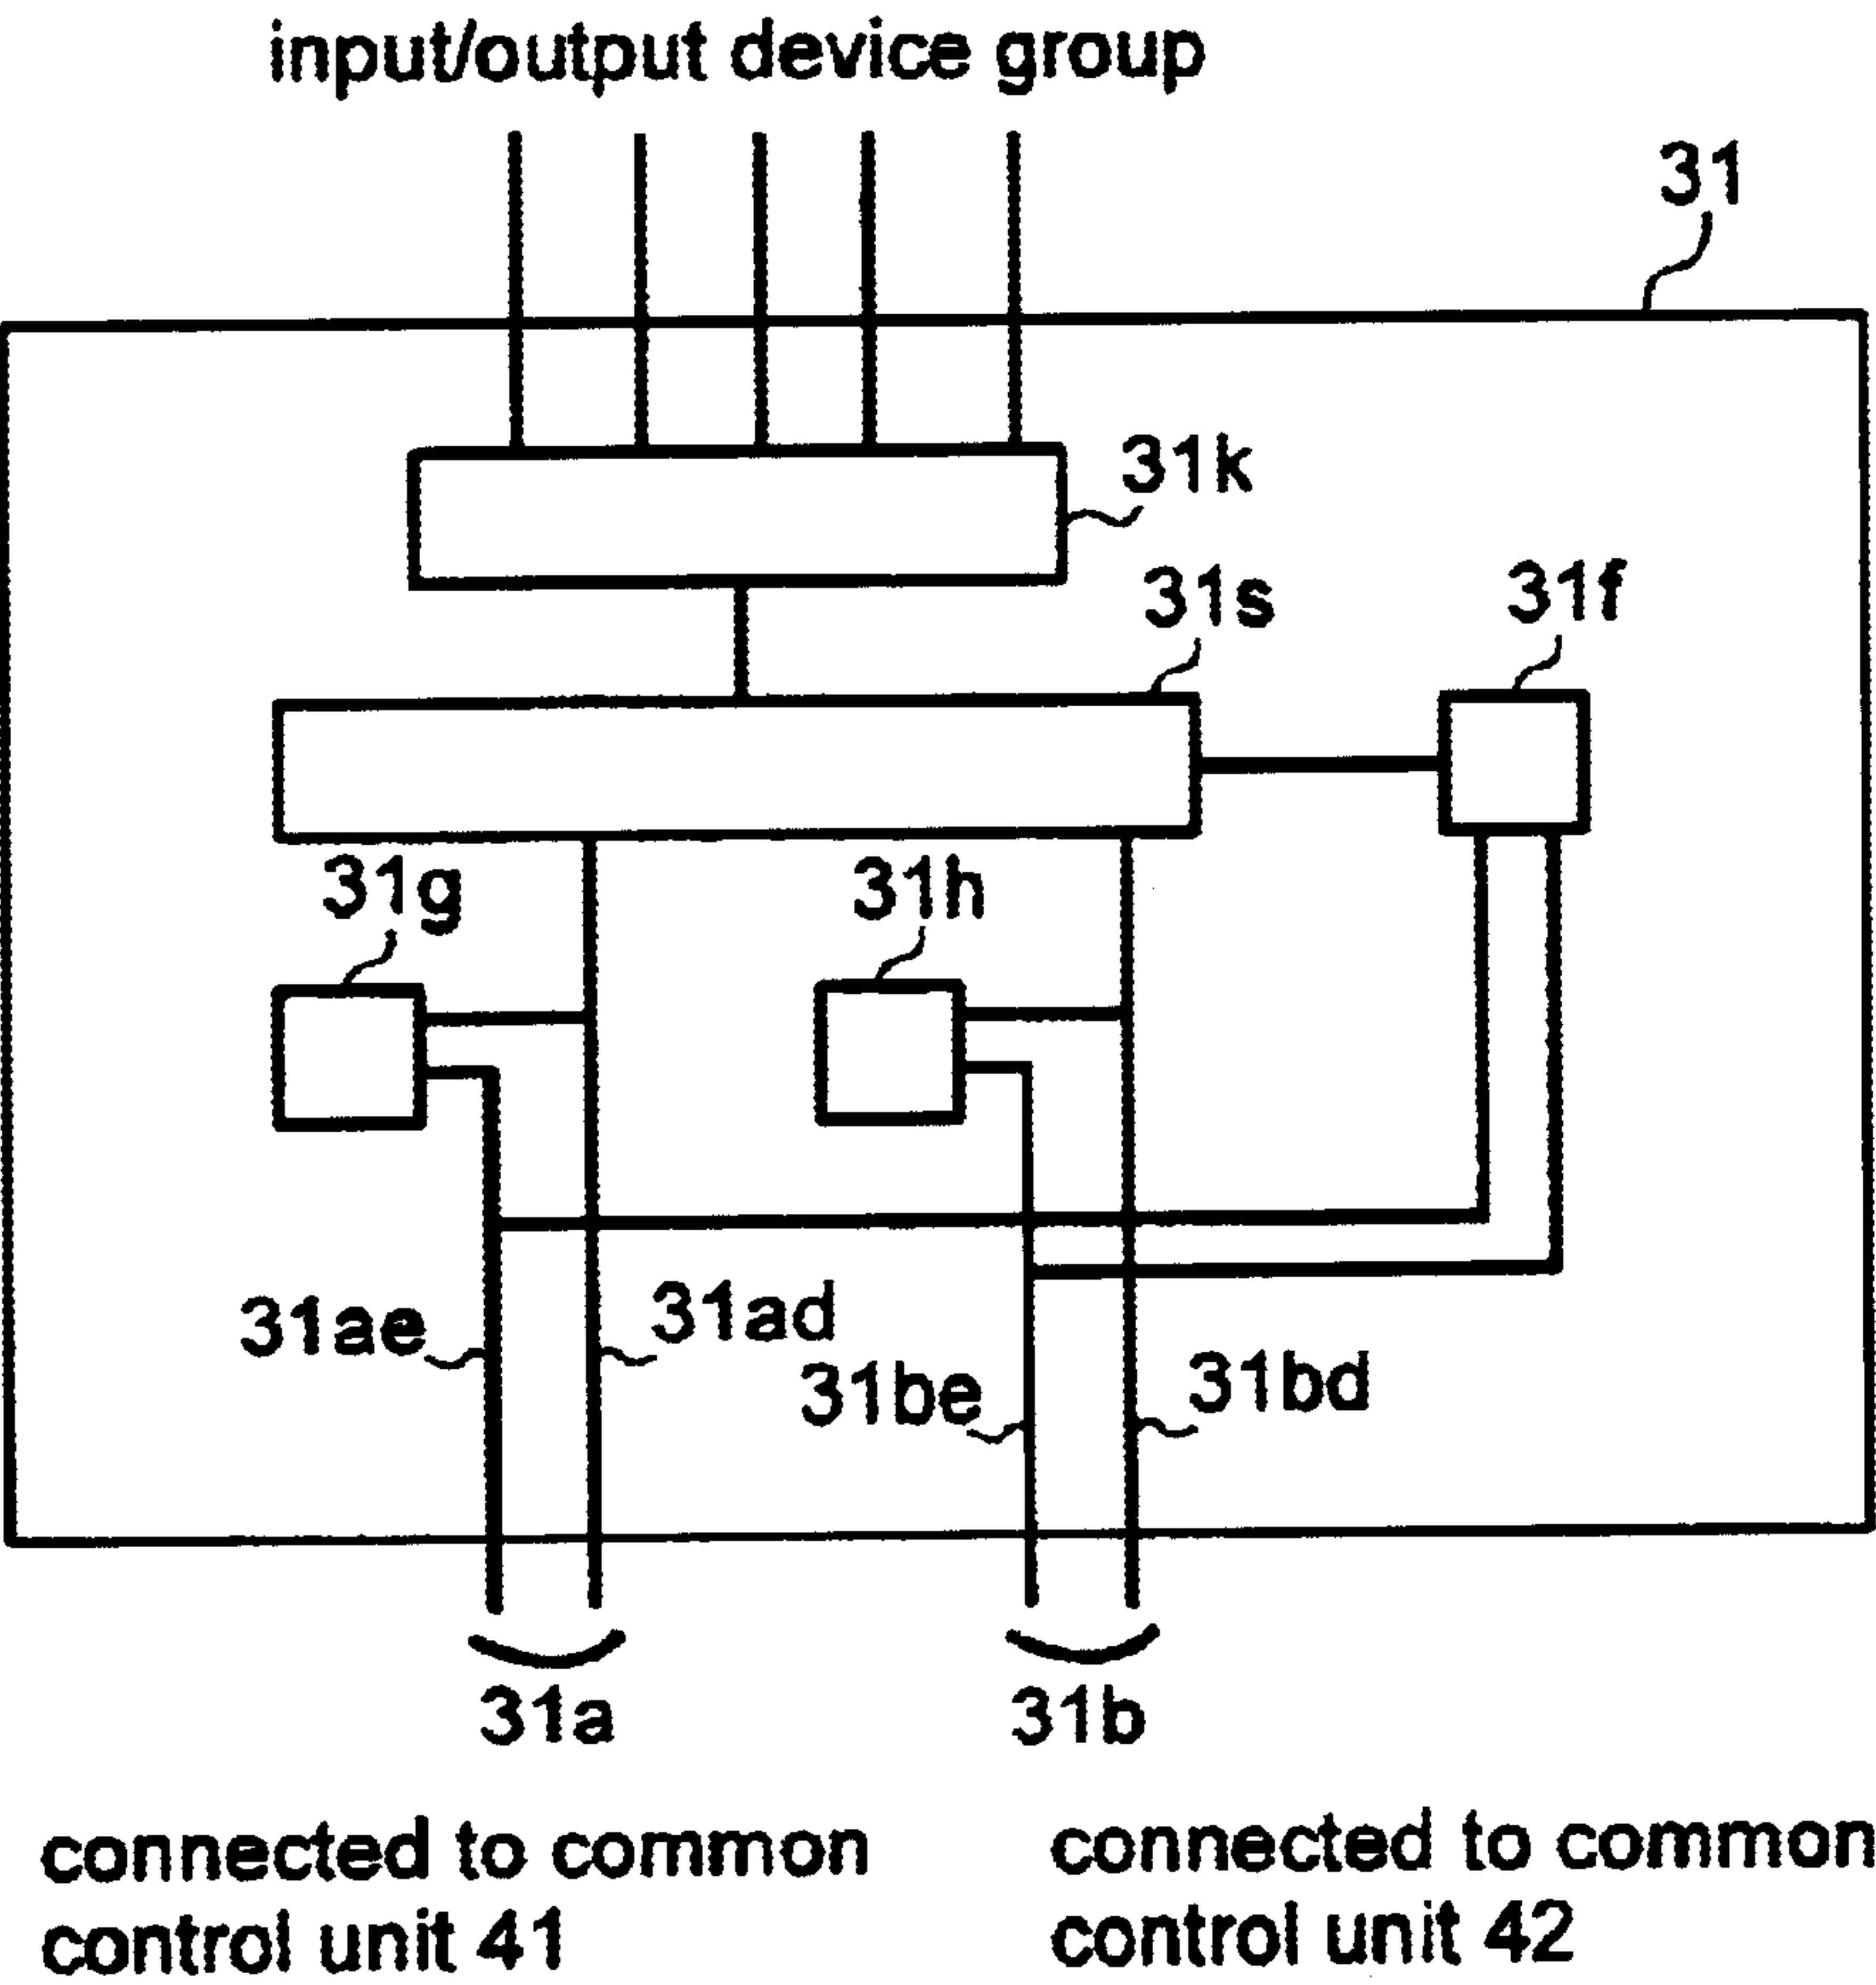 input/output device group
31
31k
31s
31f
31g
31h
31ae
31ad
31be
31bd
31a
31b
connected to common
control unit 41
connected to common
control unit 42